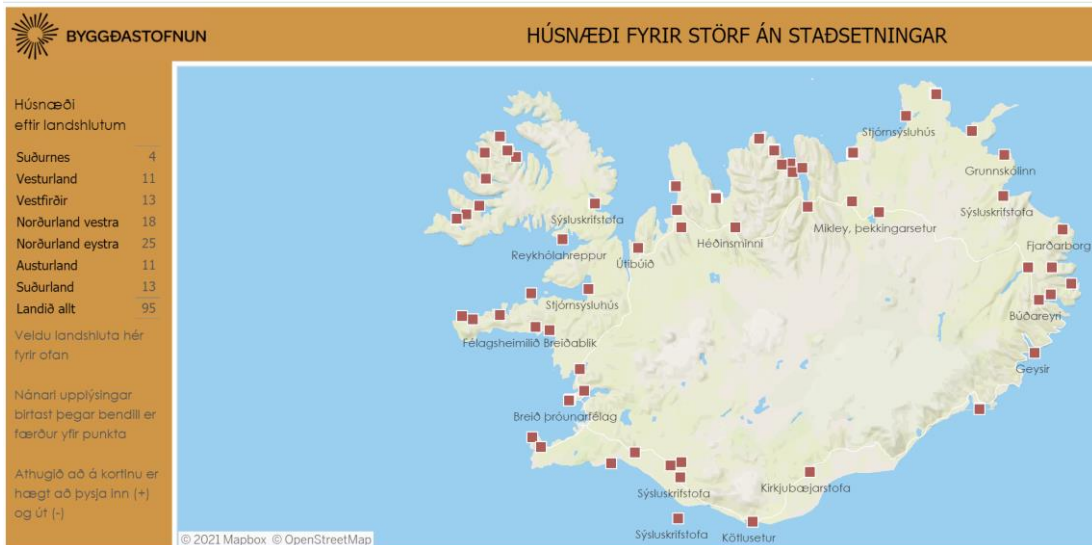 BYGGÐASTOFNUN
HÚSNÆÐI FYRIR STÖRF ÁN STAÐSETNINGAR
Húsnæði
eftir landshlutum
Suðurnes 4
Vesturland 11
Vestfirðir 13
Norðurland vestra 18
Norðurland eystra 25
Austurland 11
Suðurland 13
Landið allt 95
Veldu landshluta hér
fyrir ofan
Nánari upplýsingar
birtast þegar bendill er
færður yfir punkta
Athugið að á kortinu er
hægt að þysja inn (+)
og út (-)
Stjórnsýsluhús
Grunnskólinn
Sýsluskrifstofa
Sýsluskrifstofa
Mikley, þekkingarsetur
Héðinsminni
Fjarðarborg
Reykhólahreppur
Útibúið
Stjórnsýsluhús
Búðareyri
Félagsheimilið Breiðablik
Geysir
Breið þróunarfélag
Sýsluskrifstofa
Kirkjubæjarstofa
Sýsluskrifstofa
Kötlusetur
© 2021 Mapbox © OpenStreetMap